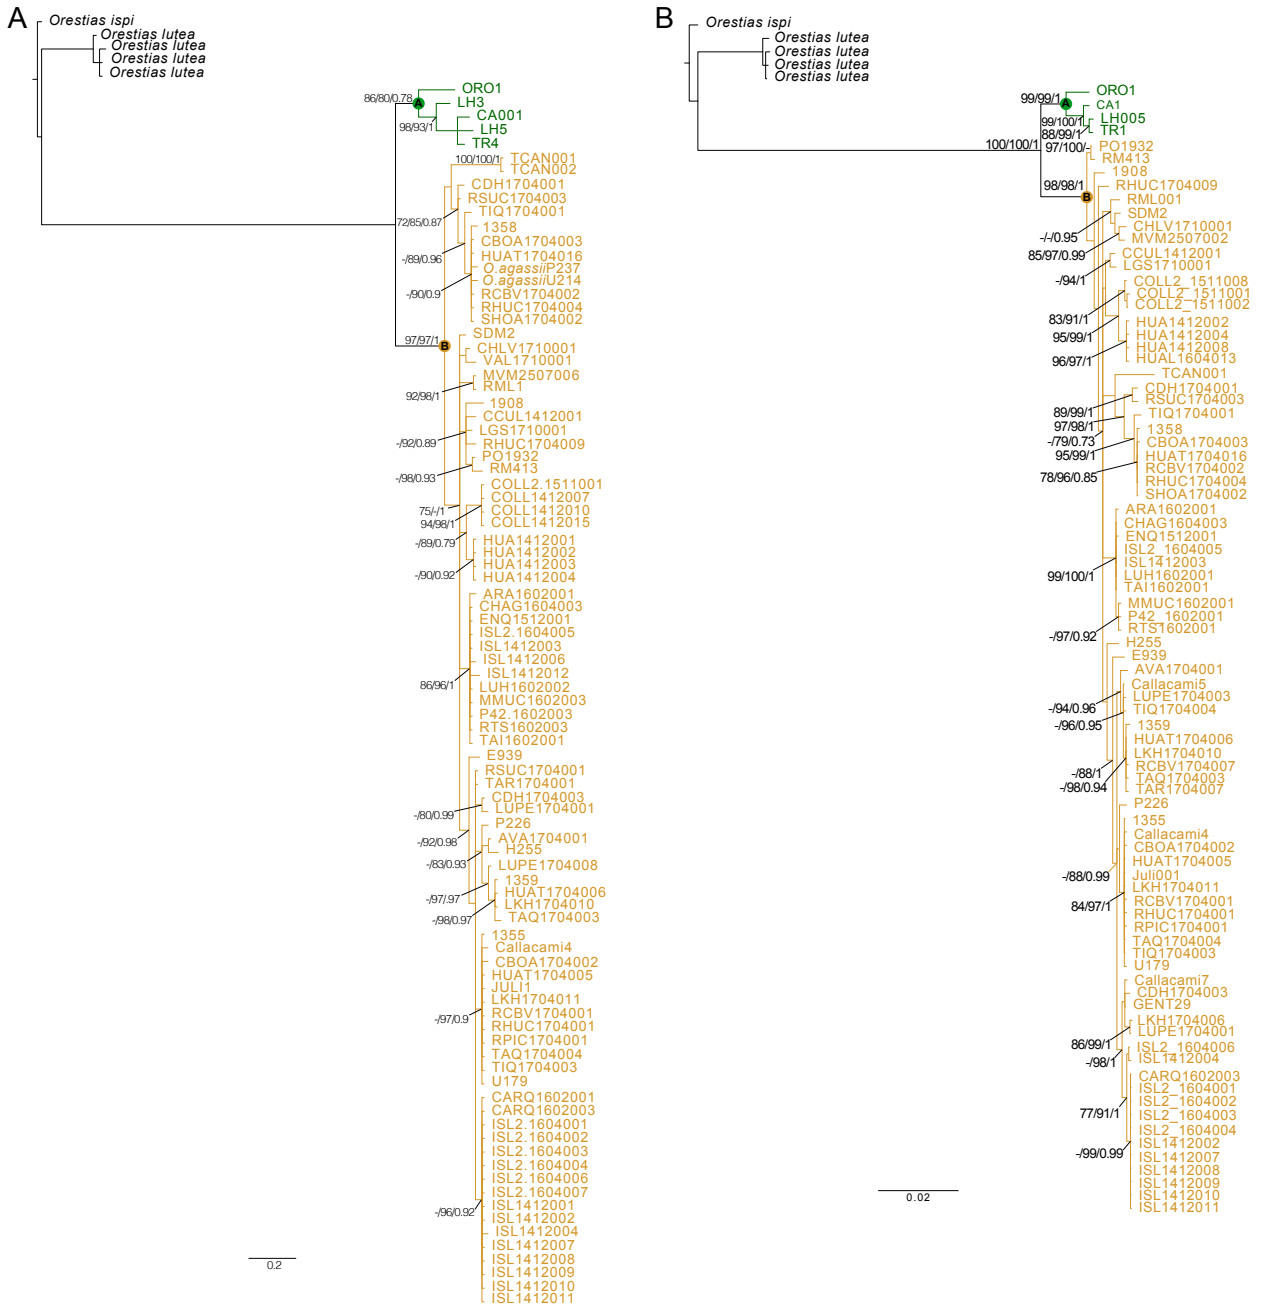 A
Orestias ispi
Orestias lutea
Orestias lutea
Orestias lutea
Orestias lutea
86/80/0.78
A
ORO1
LH3
98/93/1
CA001
LH5
TR4
100/100/1
TCAN001
TCAN002
CDH1704001
RSUC1704003
TIQ1704001
72/85/0.87
1358
CBOA1704003
-/89/0.96
HUAT1704016
O.agassiiP237
O.agassiiU214
-/90/0.9
RCBV1704002
RHUC1704004
SHOA1704002
SDM2
97/97/1
B
CHLV1710001
VAL1710001
MVM2507006
RML1
92/98/1
1908
CCUL1412001
LGS1710001
-/92/0.89
RHUC1704009
PO1932
RM413
-/98/0.93
COLL2.1511001
COLL1412007
COLL1412010
COLL1412015
75/-/1
94/98/1
-/89/0.79
HUA1412001
HUA1412002
HUA1412003
HUA1412004
-/90/0.92
ARA1602001
CHAG1604003
ENQ1512001
ISL2.1604005
ISL1412003
ISL1412006
ISL1412012
86/96/1
LUH1602002
MMUC1602003
P42.1602003
RTS1602003
TAI1602001
E939
RSUC1704001
TAR1704001
CDH1704003
LUPE1704001
-/80/0.99
P226
AVA1704001
H255
-/92/0.98
-/83/0.93
LUPE1704008
1359
HUAT1704006
LKH1704010
TAQ1704003
-/97/.97
-/98/0.97
1355
Callacami4
CBOA1704002
HUAT1704005
JULI1
LKH1704011
RCBV1704001
-/97/0.9
RHUC1704001
RPIC1704001
TAQ1704004
TIQ1704003
U179
CARQ1602001
CARQ1602003
ISL2.1604001
ISL2.1604002
ISL2.1604003
ISL2.1604004
ISL2.1604006
ISL2.1604007
ISL1412001
-/96/0.92
ISL1412002
ISL1412004
ISL1412007
ISL1412008
ISL1412009
ISL1412010
ISL1412011
0.2
B
Orestias ispi
Orestias lutea
Orestias lutea
Orestias lutea
Orestias lutea
99/99/1
A
ORO1
CA1
99/100/1
LH005
88/99/1
TR1
100/100/1
97/100/-
PO1932
RM413
98/98/1
B
1908
RHUC1704009
RML001
SDM2
CHLV1710001
MVM2507002
-/-/0.95
85/97/0.99
CCUL1412001
LGS1710001
-/94/1
COLL2_1511008
COLL2_1511001
COLL2_1511002
83/91/1
HUA1412002
HUA1412004
HUA1412008
HUAL1604013
95/99/1
96/97/1
TCAN001
CDH1704001
RSUC1704003
89/99/1
TIQ1704001
97/98/1
1358
-/79/0.73
CBOA1704003
95/99/1
HUAT1704016
RCBV1704002
78/96/0.85
RHUC1704004
SHOA1704002
ARA1602001
CHAG1604003
ENQ1512001
ISL2_1604005
ISL1412003
99/100/1
LUH1602001
TAI1602001
MMUC1602001
P42_1602001
RTS1602001
-/97/0.92
H255
E939
AVA1704001
Callacami5
LUPE1704003
TIQ1704004
-/94/0.96
-/96/0.95
1359
HUAT1704006
LKH1704010
RCBV1704007
-/88/1
TAQ1704003
-/98/0.94
TAR1704007
P226
1355
Callacami4
CBOA1704002
HUAT1704005
-/88/0.99
Juli001
LKH1704011
RCBV1704001
84/97/1
RHUC1704001
RPIC1704001
TAQ1704004
TIQ1704003
U179
Callacami7
CDH1704003
GENT29
LKH1704006
LUPE1704001
86/99/1
ISL2_1604006
ISL1412004
-/98/1
CARQ1602003
ISL2_1604001
ISL2_1604002
77/91/1
ISL2_1604003
ISL2_1604004
ISL1412002
-/99/0.99
ISL1412007
ISL1412008
ISL1412009
ISL1412010
ISL1412011
0.02